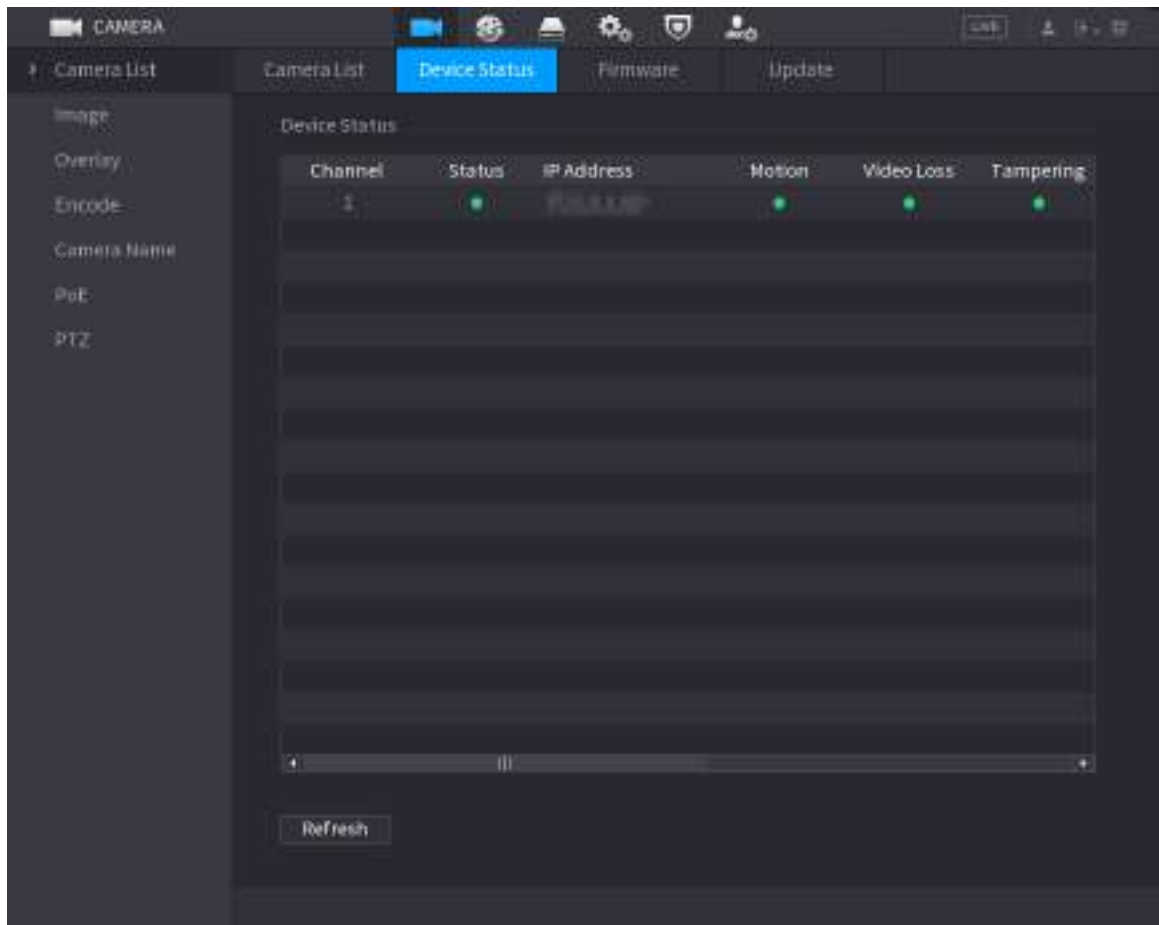 CAMERA LIVE
Camera List Camera List Device Status Firmware Update
Image
Device Status
Overlay
Channel Status IP Address Motion Video Loss Tampering
Encode
1
Camera Name
PoE
PTZ
Refresh